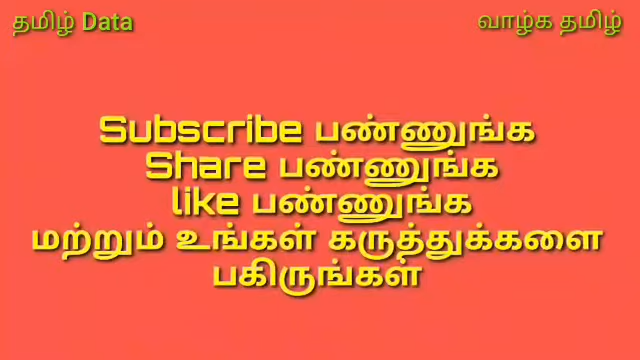 தமிழ் Data
வாழ்க தமிழ்
Subscribe பண்ணுங்க
Share பண்ணுங்க
like பண்ணுங்க
மற்றும் உங்கள் கருத்துக்களை
பகிருங்கள்